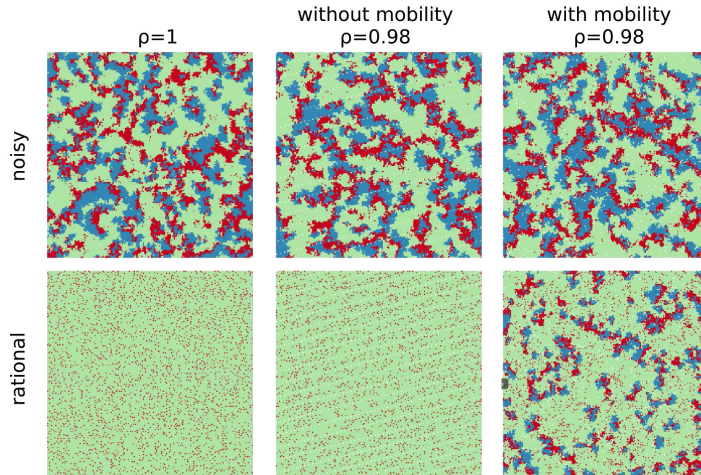 without mobility
with mobility
ρ=1
ρ=0.98
ρ=0.98
noisy
rational